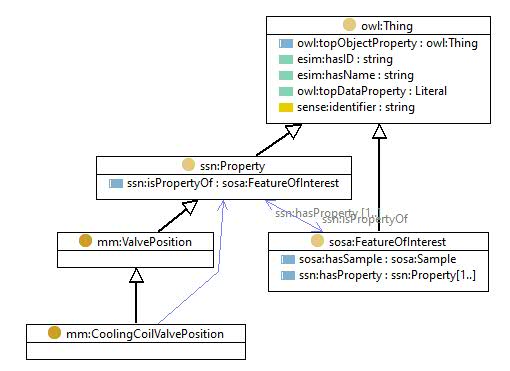 owl:Thing
owl:topObjectProperty : owl:Thing
esim:hasID : string
esim:hasName : string
owl:topDataProperty : Literal
sense:identifier : string
ssn:Property
ssn:isPropertyOf : sosa:FeatureOfInterest
ssn:hasProperty [1..]
ssn:isPropertyOf
mm:ValvePosition
sosa:FeatureOfInterest
sosa:hasSample : sosa:Sample
ssn:hasProperty : ssn:Property[1..]
mm:CoolingCoilValvePosition